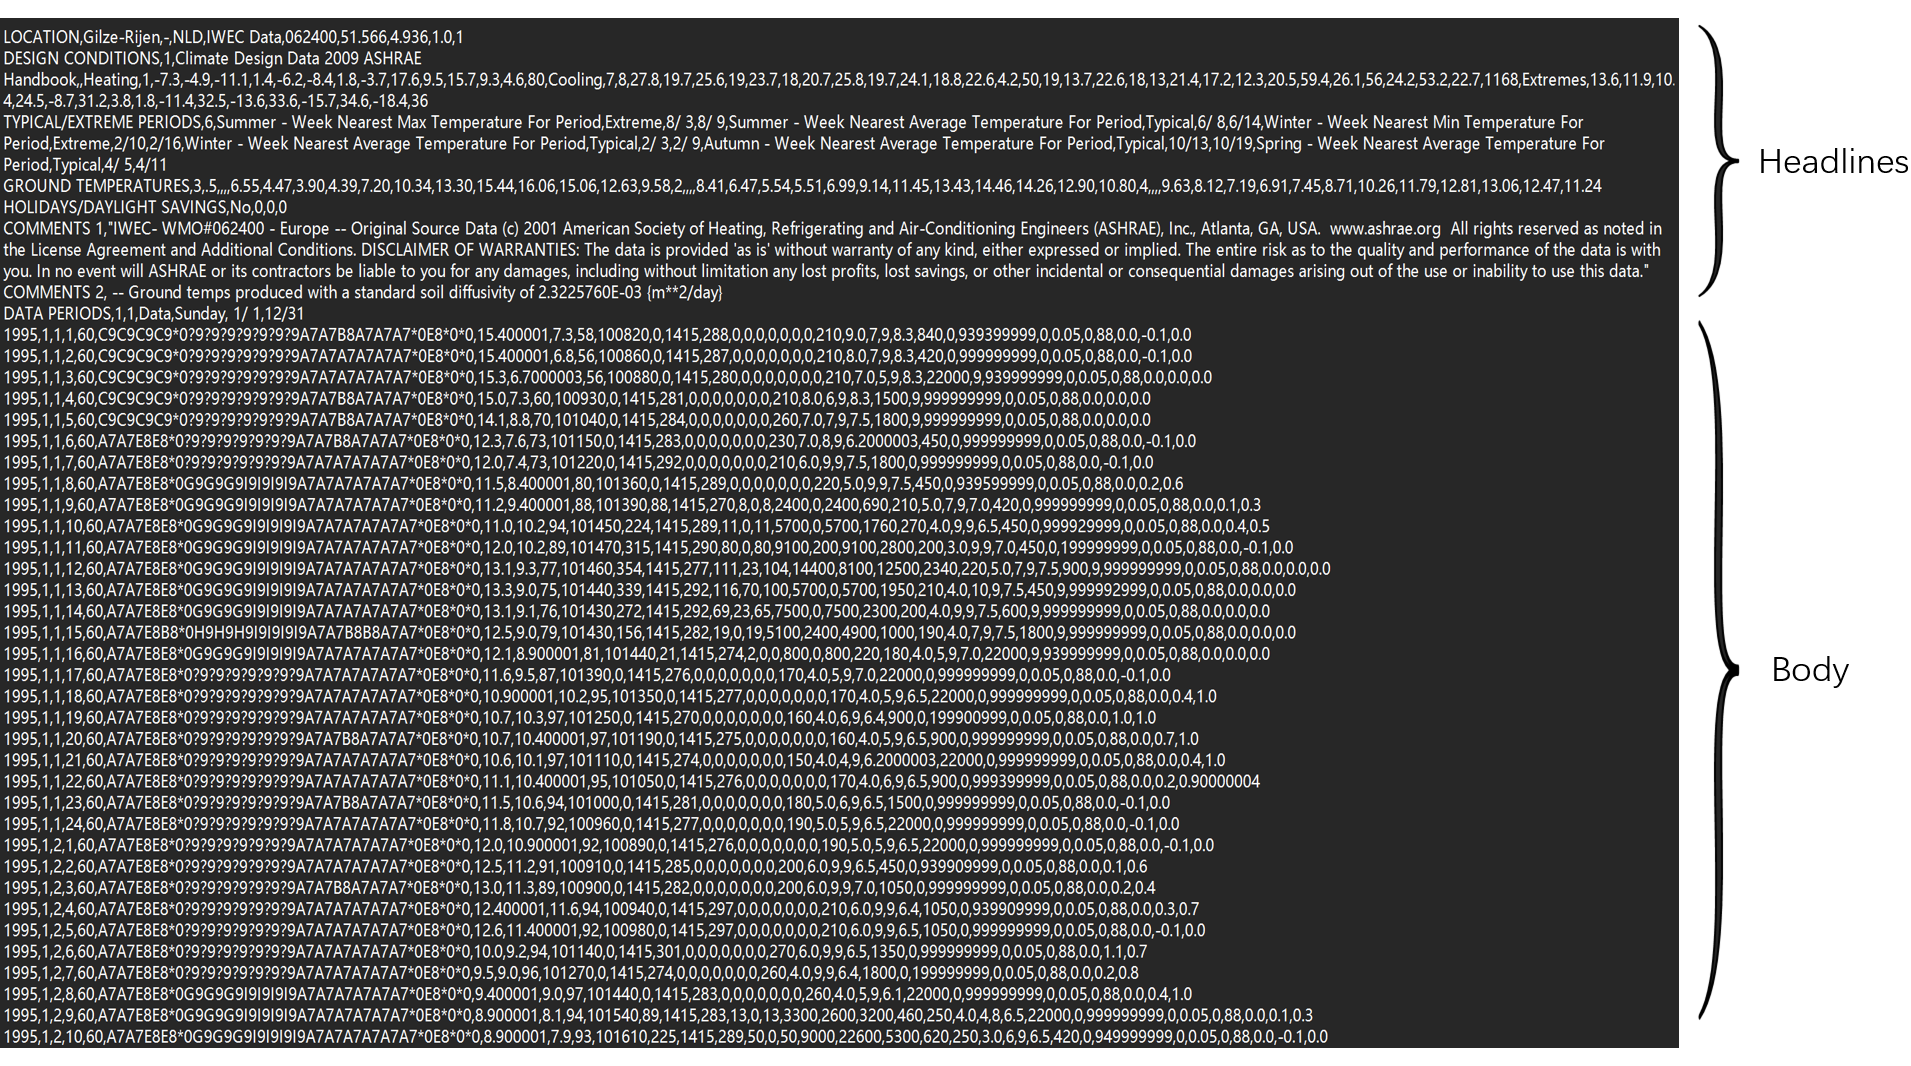 LOCATION,Gilze-Rijen,-,NLD,IWEC Data,062400,51.566,4.936,1.0,1
DESIGN CONDITIONS,1,Climate Design Data 2009 ASHRAE
Handbook,,Heating,1,-7.3,-4.9,-11.1,1.4,-6.2,-8.4,1.8,-3.7,17.6,9.5,15.7,9.3,4.6,80,Cooling,7,8,27.8,19.7,25.6,19,23.7,18,20.7,25.8,19.7,24.1,18.8,22.6,4.2,50,19,13.7,22.6,18,13,21.4,17.2,12.3,20.5,59.4,26.1,56,24.2,53.2,22.7,1168,Extremes,13.6,11.9,10.
4,24.5,-8.7,31.2,3.8,1.8,-11.4,32.5,-13.6,33.6,-15.7,34.6,-18.4,36
TYPICAL/EXTREME PERIODS,6,Summer - Week Nearest Max Temperature For Period,Extreme,8/ 3,8/ 9,Summer - Week Nearest Average Temperature For Period,Typical,6/ 8,6/14,Winter - Week Nearest Min Temperature For
Period,Extreme,2/10,2/16,Winter - Week Nearest Average Temperature For Period,Typical,2/ 3,2/ 9,Autumn - Week Nearest Average Temperature For Period,Typical,10/13,10/19,Spring - Week Nearest Average Temperature For
Period,Typical,4/ 5,4/11
GROUND TEMPERATURES,3,.5,,,,6.55,4.47,3.90,4.39,7.20,10.34,13.30,15.44,16.06,15.06,12.63,9.58,2,,,,8.41,6.47,5.54,5.51,6.99,9.14,11.45,13.43,14.46,14.26,12.90,10.80,4,,,,9.63,8.12,7.19,6.91,7.45,8.71,10.26,11.79,12.81,13.06,12.47,11.24
HOLIDAYS/DAYLIGHT SAVINGS,No,0,0,0
COMMENTS 1,"IWEC- WMO#062400 - Europe -- Original Source Data (c) 2001 American Society of Heating, Refrigerating and Air-Conditioning Engineers (ASHRAE), Inc., Atlanta, GA, USA.  www.ashrae.org  All rights reserved as noted in
the License Agreement and Additional Conditions. DISCLAIMER OF WARRANTIES: The data is provided 'as is' without warranty of any kind, either expressed or implied. The entire risk as to the quality and performance of the data is with
you. In no event will ASHRAE or its contractors be liable to you for any damages, including without limitation any lost profits, lost savings, or other incidental or consequential damages arising out of the use or inability to use this data."
COMMENTS 2, -- Ground temps produced with a standard soil diffusivity of 2.3225760E-03 {m**2/day}
DATA PERIODS,1,1,Data,Sunday, 1/ 1,12/31
Headlines
1995,1,1,1,60,C9C9C9C9*0?9?9?9?9?9?9?9A7A7B8A7A7A7*0E8*0*0,15.400001,7.3,58,100820,0,1415,288,0,0,0,0,0,0,0,210,9.0,7,9,8.3,840,0,939399999,0,0.05,0,88,0.0,-0.1,0.0
1995,1,1,2,60,C9C9C9C9*0?9?9?9?9?9?9?9A7A7A7A7A7A7*0E8*0*0,15.400001,6.8,56,100860,0,1415,287,0,0,0,0,0,0,0,210,8.0,7,9,8.3,420,0,999999999,0,0.05,0,88,0.0,-0.1,0.0
1995,1,1,3,60,C9C9C9C9*0?9?9?9?9?9?9?9A7A7A7A7A7A7*0E8*0*0,15.3,6.7000003,56,100880,0,1415,280,0,0,0,0,0,0,0,210,7.0,5,9,8.3,22000,9,939999999,0,0.05,0,88,0.0,0.0,0.0
1995,1,1,4,60,C9C9C9C9*0?9?9?9?9?9?9?9A7A7B8A7A7A7*0E8*0*0,15.0,7.3,60,100930,0,1415,281,0,0,0,0,0,0,0,210,8.0,6,9,8.3,1500,9,999999999,0,0.05,0,88,0.0,0.0,0.0
1995,1,1,5,60,C9C9C9C9*0?9?9?9?9?9?9?9A7A7B8A7A7A7*0E8*0*0,14.1,8.8,70,101040,0,1415,284,0,0,0,0,0,0,0,260,7.0,7,9,7.5,1800,9,999999999,0,0.05,0,88,0.0,0.0,0.0
1995,1,1,6,60,A7A7E8E8*0?9?9?9?9?9?9?9A7A7B8A7A7A7*0E8*0*0,12.3,7.6,73,101150,0,1415,283,0,0,0,0,0,0,0,230,7.0,8,9,6.2000003,450,0,999999999,0,0.05,0,88,0.0,-0.1,0.0
1995,1,1,7,60,A7A7E8E8*0?9?9?9?9?9?9?9A7A7A7A7A7A7*0E8*0*0,12.0,7.4,73,101220,0,1415,292,0,0,0,0,0,0,0,210,6.0,9,9,7.5,1800,0,999999999,0,0.05,0,88,0.0,-0.1,0.0
1995,1,1,8,60,A7A7E8E8*0G9G9G9I9I9I9I9A7A7A7A7A7A7*0E8*0*0,11.5,8.400001,80,101360,0,1415,289,0,0,0,0,0,0,0,220,5.0,9,9,7.5,450,0,939599999,0,0.05,0,88,0.0,0.2,0.6
1995,1,1,9,60,A7A7E8E8*0G9G9G9I9I9I9I9A7A7A7A7A7A7*0E8*0*0,11.2,9.400001,88,101390,88,1415,270,8,0,8,2400,0,2400,690,210,5.0,7,9,7.0,420,0,999999999,0,0.05,0,88,0.0,0.1,0.3
1995,1,1,10,60,A7A7E8E8*0G9G9G9I9I9I9I9A7A7A7A7A7A7*0E8*0*0,11.0,10.2,94,101450,224,1415,289,11,0,11,5700,0,5700,1760,270,4.0,9,9,6.5,450,0,999929999,0,0.05,0,88,0.0,0.4,0.5
1995,1,1,11,60,A7A7E8E8*0G9G9G9I9I9I9I9A7A7A7A7A7A7*0E8*0*0,12.0,10.2,89,101470,315,1415,290,80,0,80,9100,200,9100,2800,200,3.0,9,9,7.0,450,0,199999999,0,0.05,0,88,0.0,-0.1,0.0
1995,1,1,12,60,A7A7E8E8*0G9G9G9I9I9I9I9A7A7A7A7A7A7*0E8*0*0,13.1,9.3,77,101460,354,1415,277,111,23,104,14400,8100,12500,2340,220,5.0,7,9,7.5,900,9,999999999,0,0.05,0,88,0.0,0.0,0.0
1995,1,1,13,60,A7A7E8E8*0G9G9G9I9I9I9I9A7A7A7A7A7A7*0E8*0*0,13.3,9.0,75,101440,339,1415,292,116,70,100,5700,0,5700,1950,210,4.0,10,9,7.5,450,9,999992999,0,0.05,0,88,0.0,0.0,0.0
1995,1,1,14,60,A7A7E8E8*0G9G9G9I9I9I9I9A7A7A7A7A7A7*0E8*0*0,13.1,9.1,76,101430,272,1415,292,69,23,65,7500,0,7500,2300,200,4.0,9,9,7.5,600,9,999999999,0,0.05,0,88,0.0,0.0,0.0
1995,1,1,15,60,A7A7E8B8*0H9H9H9I9I9I9I9A7A7B8B8A7A7*0E8*0*0,12.5,9.0,79,101430,156,1415,282,19,0,19,5100,2400,4900,1000,190,4.0,7,9,7.5,1800,9,999999999,0,0.05,0,88,0.0,0.0,0.0
1995,1,1,16,60,A7A7E8E8*0G9G9G9I9I9I9I9A7A7A7A7A7A7*0E8*0*0,12.1,8.900001,81,101440,21,1415,274,2,0,0,800,0,800,220,180,4.0,5,9,7.0,22000,9,939999999,0,0.05,0,88,0.0,0.0,0.0
1995,1,1,17,60,A7A7E8E8*0?9?9?9?9?9?9?9A7A7A7A7A7A7*0E8*0*0,11.6,9.5,87,101390,0,1415,276,0,0,0,0,0,0,0,170,4.0,5,9,7.0,22000,0,999999999,0,0.05,0,88,0.0,-0.1,0.0
1995,1,1,18,60,A7A7E8E8*0?9?9?9?9?9?9?9A7A7A7A7A7A7*0E8*0*0,10.900001,10.2,95,101350,0,1415,277,0,0,0,0,0,0,0,170,4.0,5,9,6.5,22000,0,999999999,0,0.05,0,88,0.0,0.4,1.0
1995,1,1,19,60,A7A7E8E8*0?9?9?9?9?9?9?9A7A7A7A7A7A7*0E8*0*0,10.7,10.3,97,101250,0,1415,270,0,0,0,0,0,0,0,160,4.0,6,9,6.4,900,0,199900999,0,0.05,0,88,0.0,1.0,1.0
1995,1,1,20,60,A7A7E8E8*0?9?9?9?9?9?9?9A7A7B8A7A7A7*0E8*0*0,10.7,10.400001,97,101190,0,1415,275,0,0,0,0,0,0,0,160,4.0,5,9,6.5,900,0,999999999,0,0.05,0,88,0.0,0.7,1.0
1995,1,1,21,60,A7A7E8E8*0?9?9?9?9?9?9?9A7A7A7A7A7A7*0E8*0*0,10.6,10.1,97,101110,0,1415,274,0,0,0,0,0,0,0,150,4.0,4,9,6.2000003,22000,0,999999999,0,0.05,0,88,0.0,0.4,1.0
1995,1,1,22,60,A7A7E8E8*0?9?9?9?9?9?9?9A7A7A7A7A7A7*0E8*0*0,11.1,10.400001,95,101050,0,1415,276,0,0,0,0,0,0,0,170,4.0,6,9,6.5,900,0,999399999,0,0.05,0,88,0.0,0.2,0.90000004
1995,1,1,23,60,A7A7E8E8*0?9?9?9?9?9?9?9A7A7B8A7A7A7*0E8*0*0,11.5,10.6,94,101000,0,1415,281,0,0,0,0,0,0,0,180,5.0,6,9,6.5,1500,0,999999999,0,0.05,0,88,0.0,-0.1,0.0
1995,1,1,24,60,A7A7E8E8*0?9?9?9?9?9?9?9A7A7A7A7A7A7*0E8*0*0,11.8,10.7,92,100960,0,1415,277,0,0,0,0,0,0,0,190,5.0,5,9,6.5,22000,0,999999999,0,0.05,0,88,0.0,-0.1,0.0
1995,1,2,1,60,A7A7E8E8*0?9?9?9?9?9?9?9A7A7A7A7A7A7*0E8*0*0,12.0,10.900001,92,100890,0,1415,276,0,0,0,0,0,0,0,190,5.0,5,9,6.5,22000,0,999999999,0,0.05,0,88,0.0,-0.1,0.0
1995,1,2,2,60,A7A7E8E8*0?9?9?9?9?9?9?9A7A7A7A7A7A7*0E8*0*0,12.5,11.2,91,100910,0,1415,285,0,0,0,0,0,0,0,200,6.0,9,9,6.5,450,0,939909999,0,0.05,0,88,0.0,0.1,0.6
1995,1,2,3,60,A7A7E8E8*0?9?9?9?9?9?9?9A7A7B8A7A7A7*0E8*0*0,13.0,11.3,89,100900,0,1415,282,0,0,0,0,0,0,0,200,6.0,9,9,7.0,1050,0,999999999,0,0.05,0,88,0.0,0.2,0.4
1995,1,2,4,60,A7A7E8E8*0?9?9?9?9?9?9?9A7A7A7A7A7A7*0E8*0*0,12.400001,11.6,94,100940,0,1415,297,0,0,0,0,0,0,0,210,6.0,9,9,6.4,1050,0,939909999,0,0.05,0,88,0.0,0.3,0.7
1995,1,2,5,60,A7A7E8E8*0?9?9?9?9?9?9?9A7A7A7A7A7A7*0E8*0*0,12.6,11.400001,92,100980,0,1415,297,0,0,0,0,0,0,0,210,6.0,9,9,6.5,1050,0,999999999,0,0.05,0,88,0.0,-0.1,0.0
1995,1,2,6,60,A7A7E8E8*0?9?9?9?9?9?9?9A7A7A7A7A7A7*0E8*0*0,10.0,9.2,94,101140,0,1415,301,0,0,0,0,0,0,0,270,6.0,9,9,6.5,1350,0,999999999,0,0.05,0,88,0.0,1.1,0.7
1995,1,2,7,60,A7A7E8E8*0?9?9?9?9?9?9?9A7A7A7A7A7A7*0E8*0*0,9.5,9.0,96,101270,0,1415,274,0,0,0,0,0,0,0,260,4.0,9,9,6.4,1800,0,199999999,0,0.05,0,88,0.0,0.2,0.8
1995,1,2,8,60,A7A7E8E8*0G9G9G9I9I9I9I9A7A7A7A7A7A7*0E8*0*0,9.400001,9.0,97,101440,0,1415,283,0,0,0,0,0,0,0,260,4.0,5,9,6.1,22000,0,999999999,0,0.05,0,88,0.0,0.4,1.0
1995,1,2,9,60,A7A7E8E8*0G9G9G9I9I9I9I9A7A7A7A7A7A7*0E8*0*0,8.900001,8.1,94,101540,89,1415,283,13,0,13,3300,2600,3200,460,250,4.0,4,8,6.5,22000,0,999999999,0,0.05,0,88,0.0,0.1,0.3
1995,1,2,10,60,A7A7E8E8*0G9G9G9I9I9I9I9A7A7A7A7A7A7*0E8*0*0,8.900001,7.9,93,101610,225,1415,289,50,0,50,9000,22600,5300,620,250,3.0,6,9,6.5,420,0,949999999,0,0.05,0,88,0.0,-0.1,0.0
Body